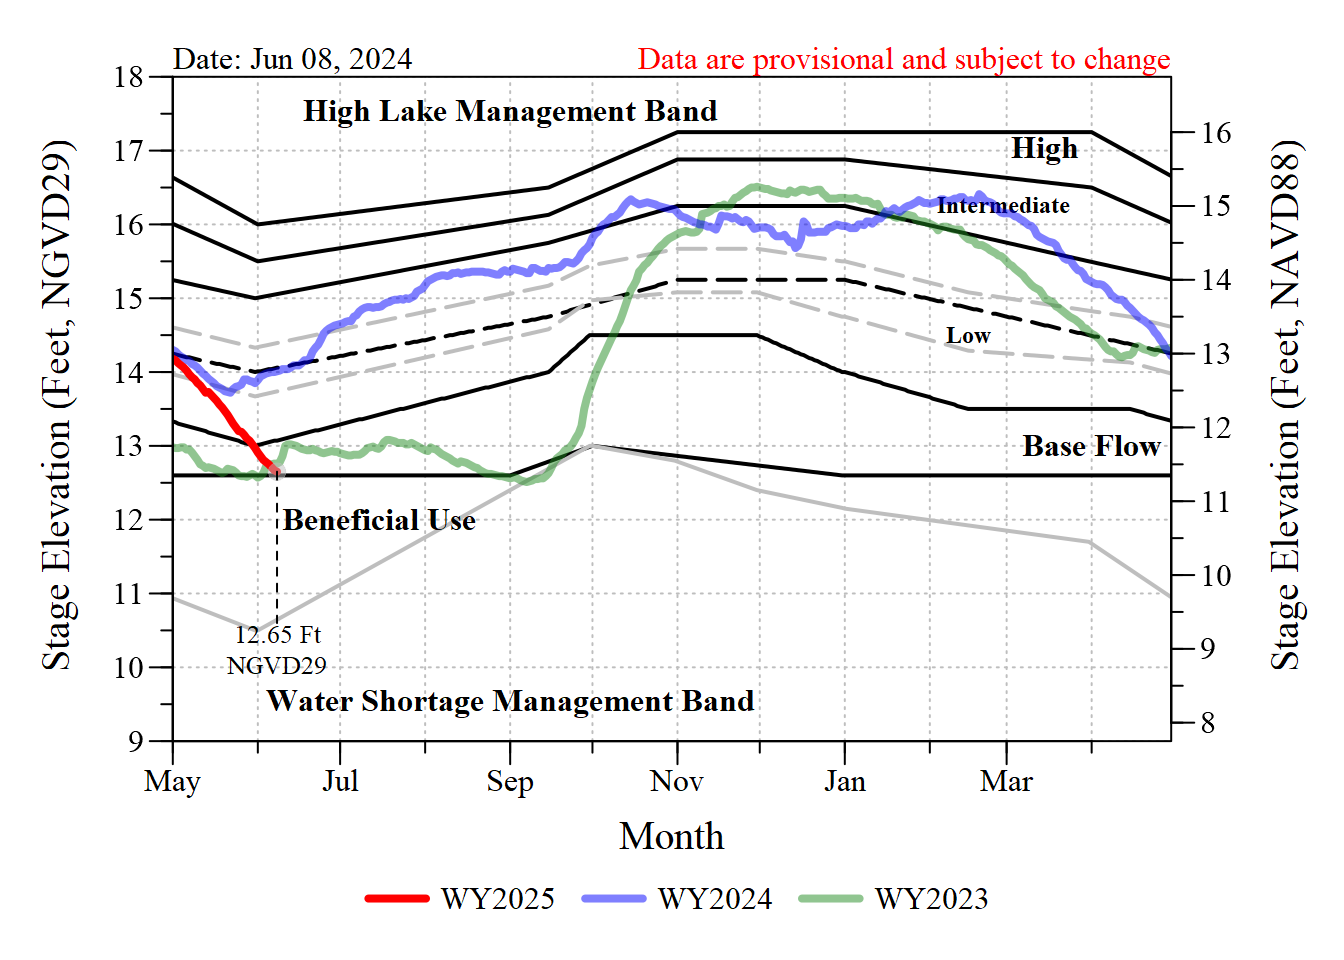 Date: Jun 08, 2024
Data are provisional and subject to change
High Lake Management Band
High
Intermediate
Low
Base Flow
Beneficial Use
12.65 Ft
NGVD29
Water Shortage Management Band
Stage Elevation (Feet, NGVD29)
18
17
16
15
14
13
12
11
10
9
Stage Elevation (Feet, NAVD88)
16
15
14
13
12
11
10
9
8
May Jul Sep Nov Jan Mar
Month
WY2025 WY2024 WY2023